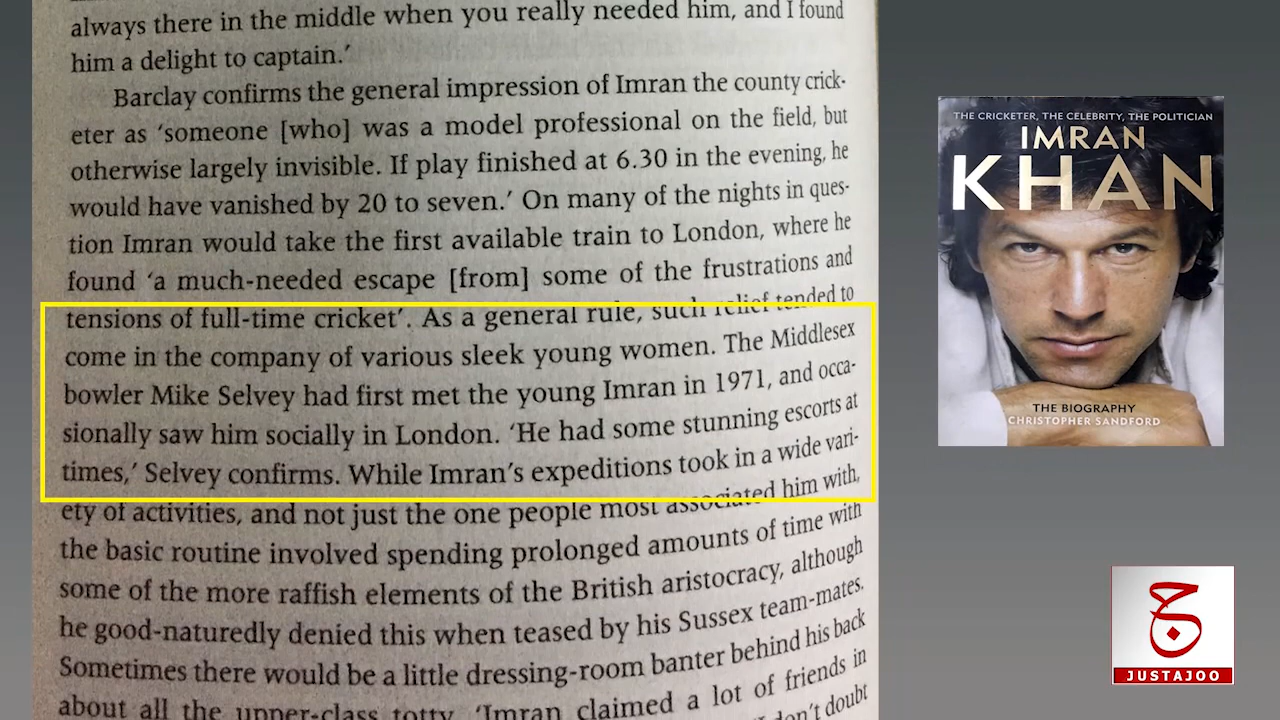 always there in the middle when you really needed him, and I found
him a delight to captain.’
Barclay confirms the general impression of Imran the county crick-
eter as ‘someone [who] was a model professional on the field, but
otherwise largely invisible. If play finished at 6.30 in the evening, he
would have vanished by 20 to seven.’ On many of the nights in ques-
tion Imran would take the first available train to London, where he
found ‘a much-needed escape [from] some of the frustrations and
tensions of full-time cricket’. As a general rule, such relief tended to
come in the company of various sleek young women. The Middlesex
bowler Mike Selvey had first met the young Imran in 1971, and occa-
sionally saw him socially in London. ‘He had some stunning escorts at
times,’ Selvey confirms. While Imran’s expeditions took in a wide vari-
ety of activities, and not just the one people most associated him with,
the basic routine involved spending prolonged amounts of time with
some of the more raffish elements of the British aristocracy, although
he good-naturedly denied this when teased by his Sussex team-mates.
Sometimes there would be a little dressing-room banter behind his back
about all the upper-class totty. ‘Imran claimed a lot of friends in
don’t doubt
THE CRICKETER, THE CELEBRITY, THE POLITICIAN
IMRAN
KHAN
THE BIOGRAPHY
CHRISTOPHER SANDFORD
ج
JUSTAJOO